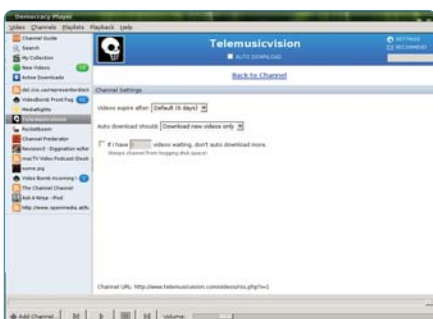 Democracy Player
Video Channels Playlists Playback Help
Channel Guide
Search
My Collection
New Videos
Active Downloads
VideoBomb Front Pag
MediaRights
Telemusicvision
Rocketboom
Channel Frederator
macTV Video Podcast
Video Bomb Incoming
The Channel Channel
Ask A Ninja - iPod
Telemusicvision
AUTO DOWNLOAD
SETTINGS
RECOMMEND
Back to Channel
Channel Settings
Videos expire after: Default (6 days)
Auto download should: Download new videos only
If I have videos waiting, don't auto download more.
(Keeps channel from hogging disk space)
Channel URL: http://www.telemusicvision.com/videos/rss.php?i=1
Add Channel...
Volume: